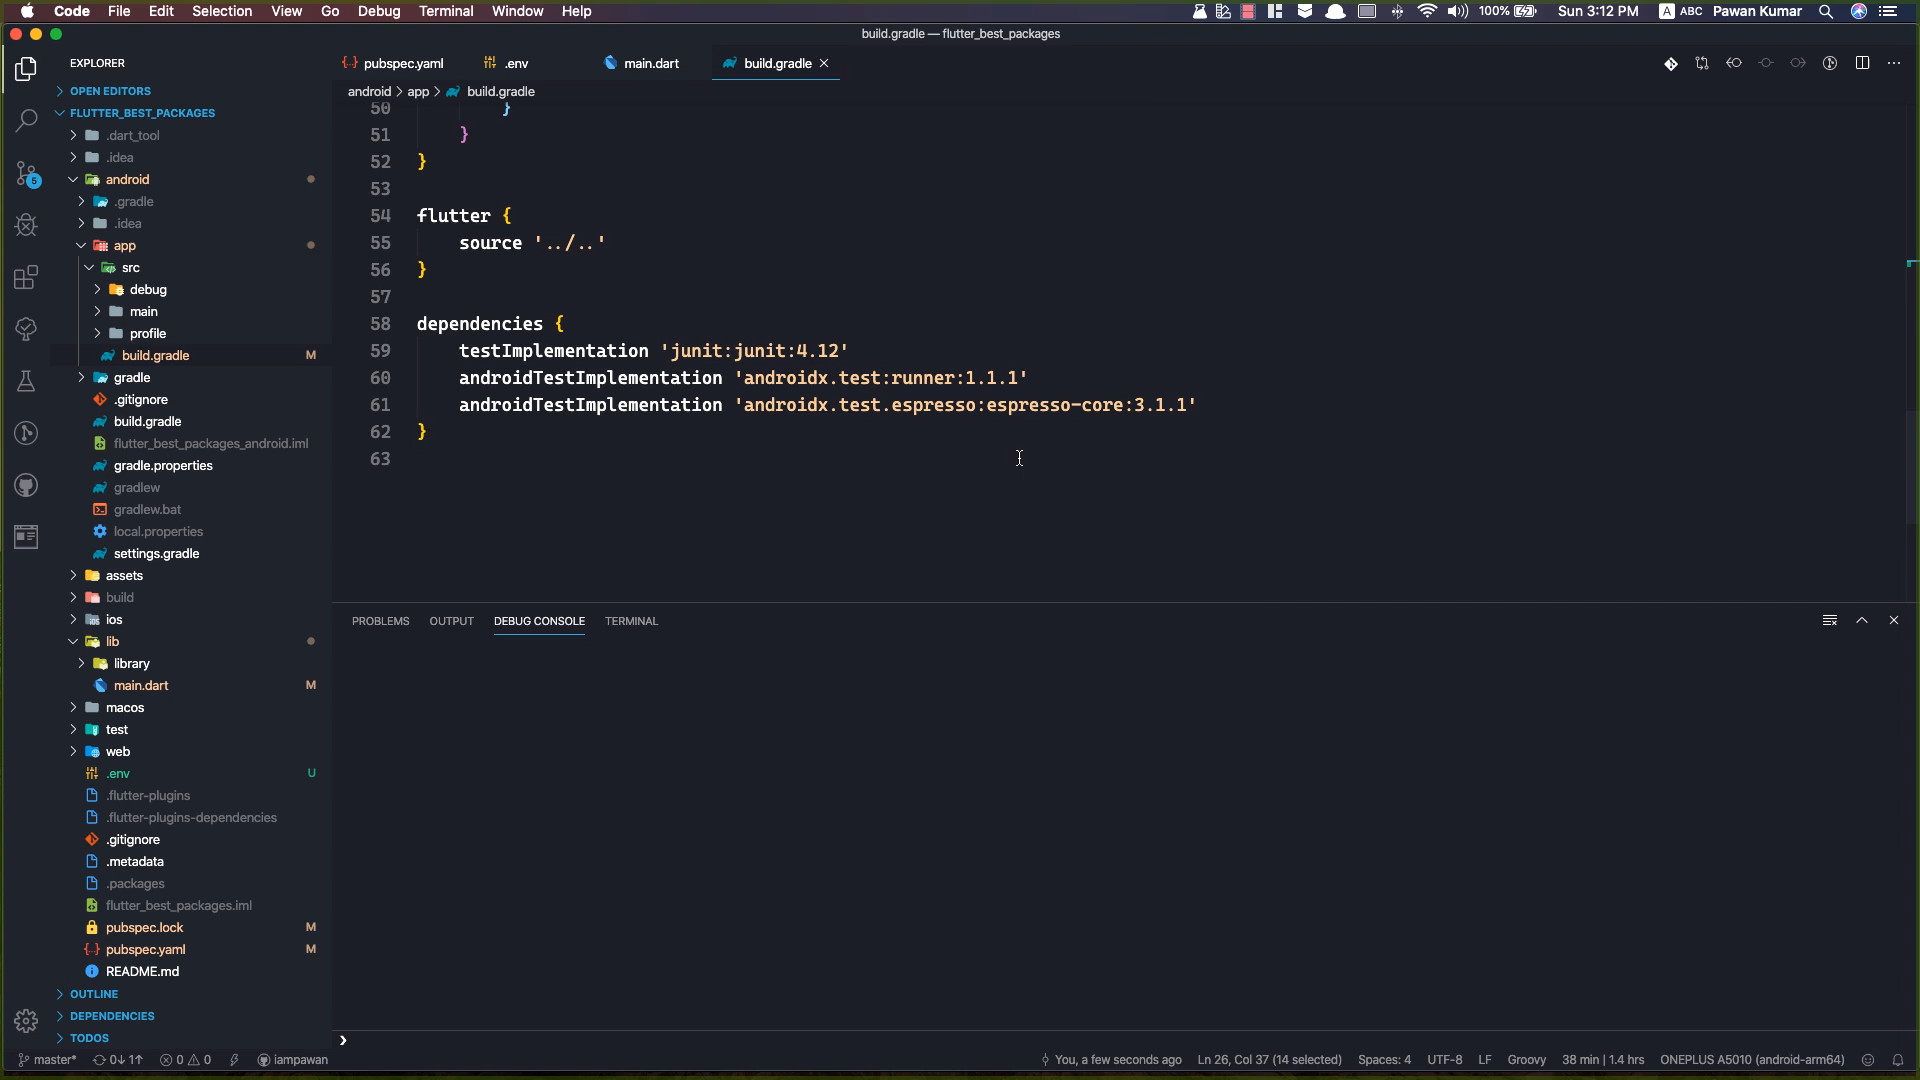 Code File Edit Selection View Go Debug Terminal Window Help 100% Sun 3:12 PM A ABC Pawan Kumar
build.gradle — flutter_best_packages
EXPLORER
OPEN EDITORS
FLUTTER_BEST_PACKAGES
.dart_tool
.idea
android
.gradle
.idea
app
src
debug
main
profile
build.gradle M
gradle
.gitignore
build.gradle
flutter_best_packages_android.iml
gradle.properties
gradlew
gradlew.bat
local.properties
settings.gradle
assets
build
ios
lib
library
main.dart M
macos
test
web
.env U
.flutter-plugins
.flutter-plugins-dependencies
.gitignore
.metadata
.packages
flutter_best_packages.iml
pubspec.lock M
pubspec.yaml M
README.md
OUTLINE
DEPENDENCIES
TODOS
5
pubspec.yaml .env main.dart build.gradle
android > app > build.gradle
50 }
51 }
52 }
53
54 flutter {
55 source '../..'
56 }
57
58 dependencies {
59 testImplementation 'junit:junit:4.12'
60 androidTestImplementation 'androidx.test:runner:1.1.1'
61 androidTestImplementation 'androidx.test.espresso:espresso-core:3.1.1'
62 }
63
PROBLEMS OUTPUT DEBUG CONSOLE TERMINAL
master* 0↓ 1↑ 0 0 iampawan You, a few seconds ago Ln 26, Col 37 (14 selected) Spaces: 4 UTF-8 LF Groovy 38 min | 1.4 hrs ONEPLUS A5010 (android-arm64)